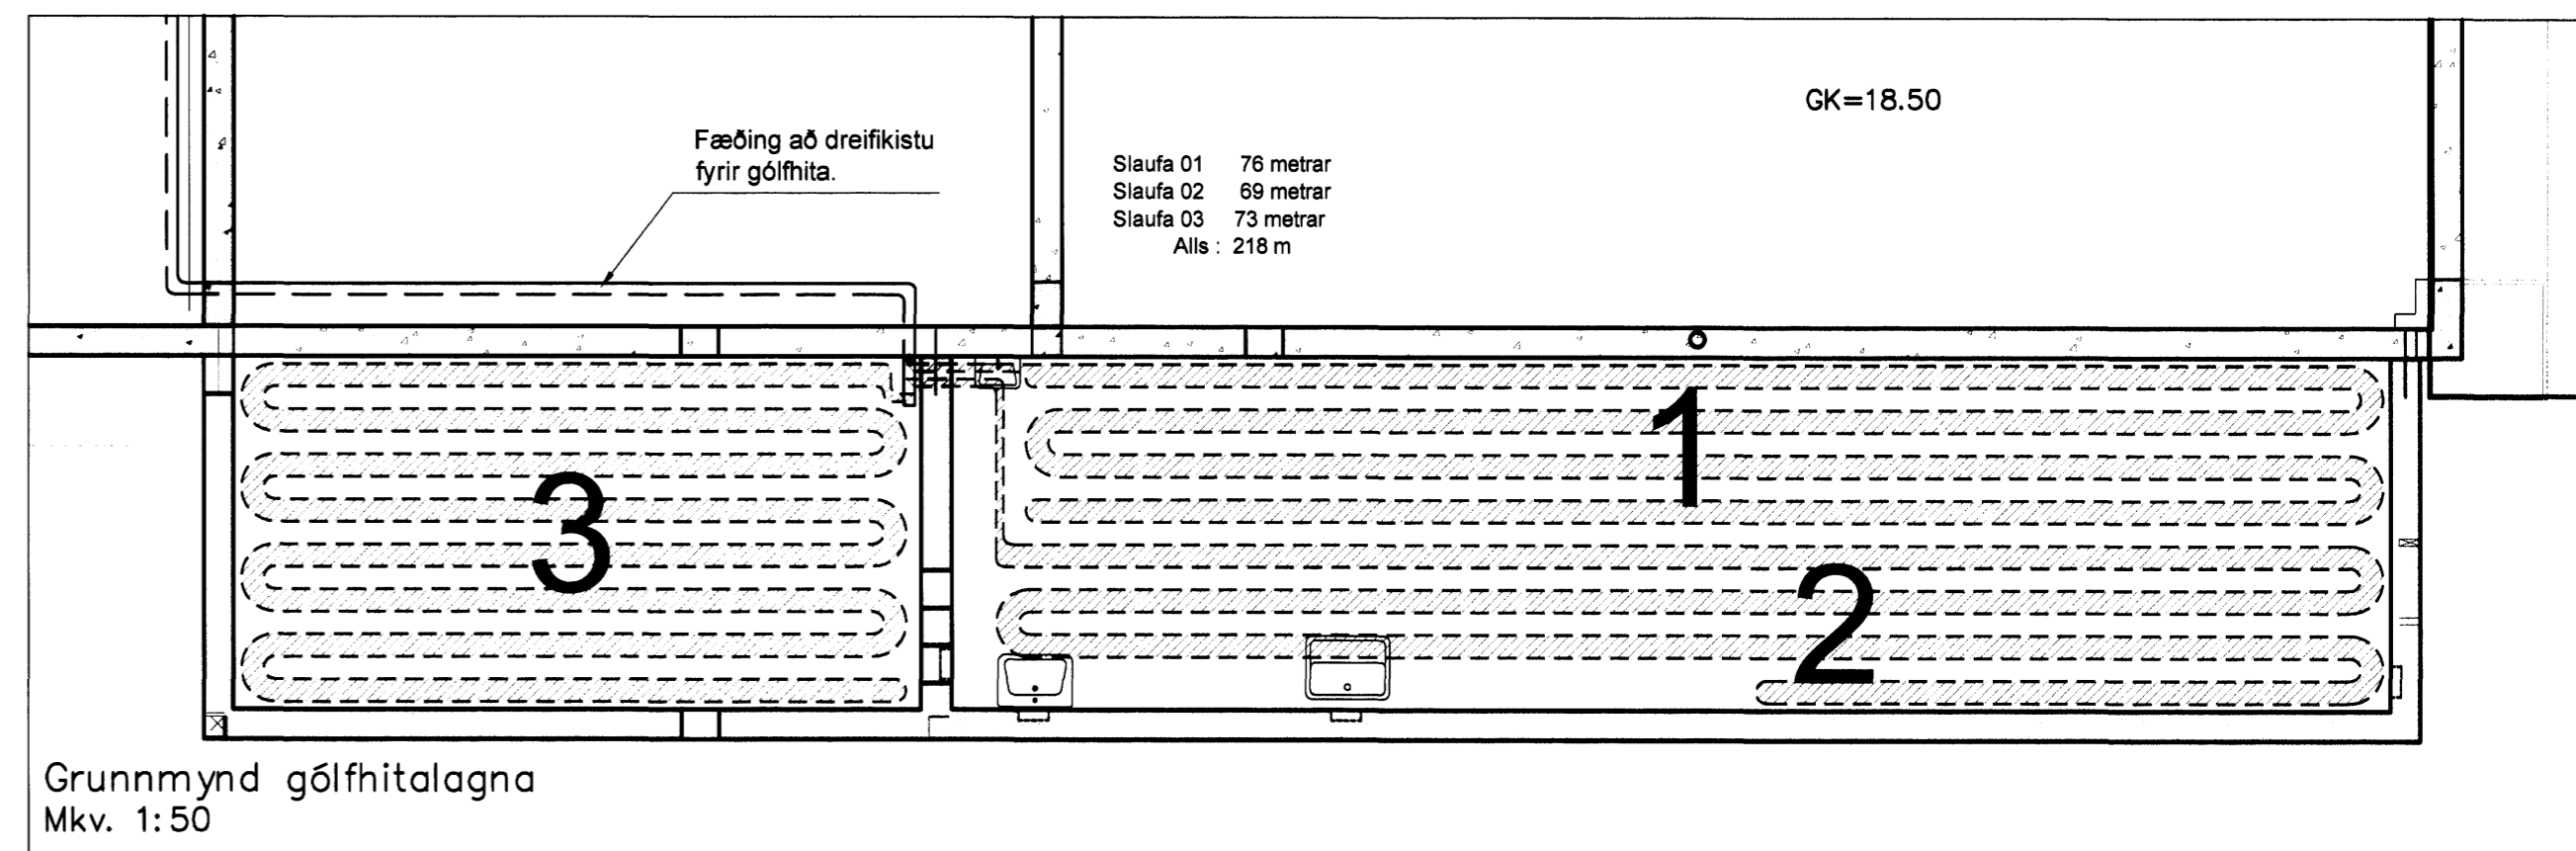 GK=18.50
Fæðing að dreifikistu
fyrir gólfhita.
Slaufa 01 76 metrar
Slaufa 02 69 metrar
Slaufa 03 73 metrar
Alls : 218 m
1
3
2
Grunnmynd gólfhitalagna
Mkv. 1:50